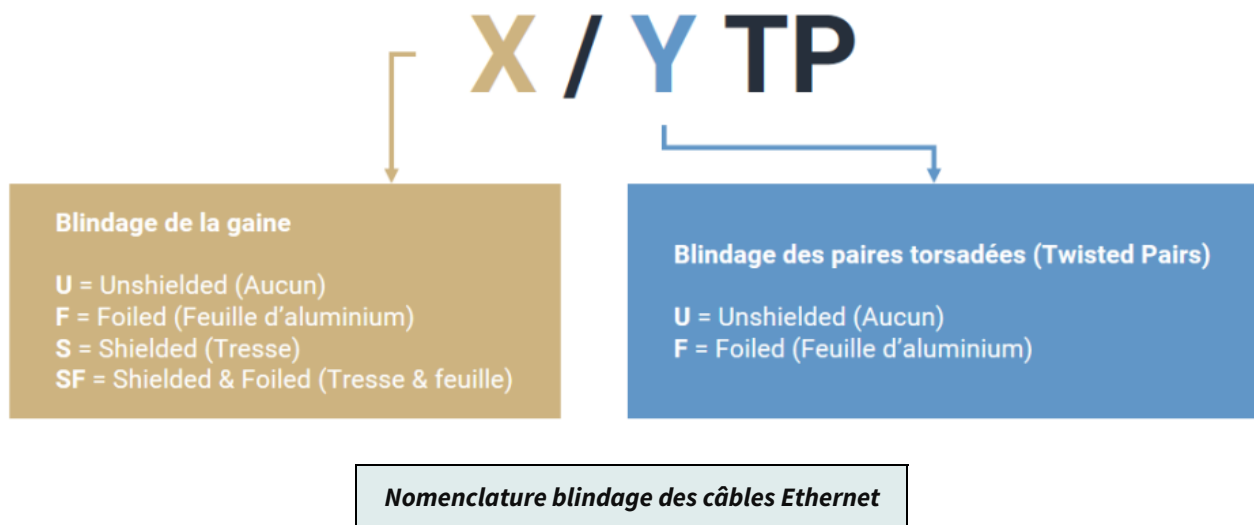 X / Y TP
Blindage de la gaine
U = Unshielded (Aucun)
F = Foiled (Feuille d’aluminium)
S = Shielded (Tresse)
SF = Shielded & Foiled (Tresse & feuille)
Blindage des paires torsadées (Twisted Pairs)
U = Unshielded (Aucun)
F = Foiled (Feuille d’aluminium)
Nomenclature blindage des câbles Ethernet